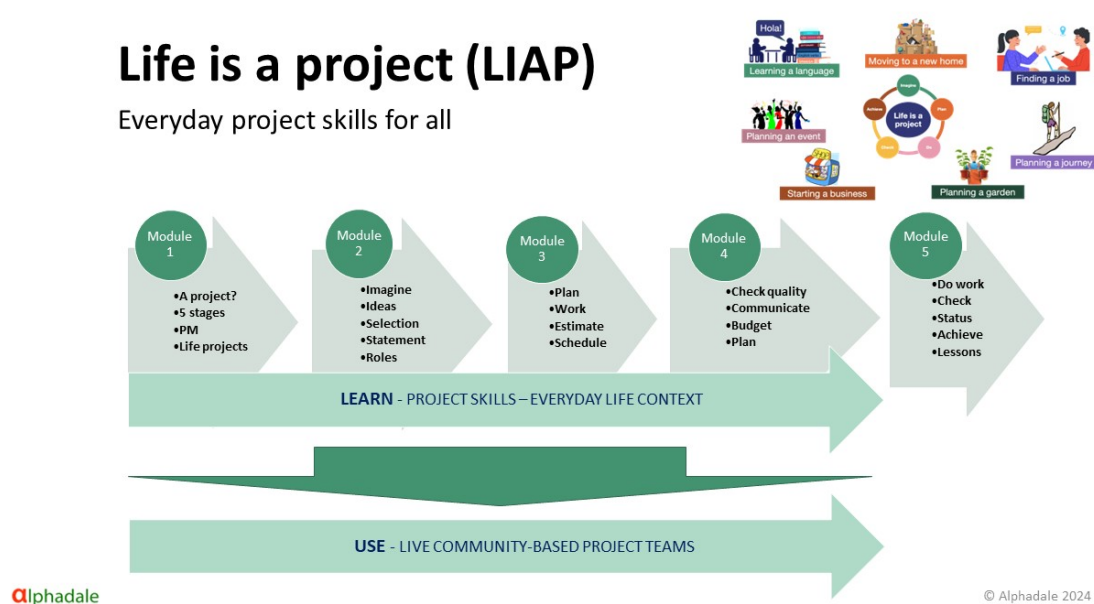 Life is a project (LIAP)
Everyday project skills for all
Hola!
Learning a language
Moving to a new home
Finding a job
Planning an event
Imagine
Plan
Do
Check
Achieve
Life is a
project
Planning a journey
Starting a business
Planning a garden
Module
1
•A project?
•5 stages
•PM
•Life projects
Module
2
•Imagine
•Ideas
•Selection
•Statement
•Roles
Module
3
•Plan
•Work
•Estimate
•Schedule
Module
4
•Check quality
•Communicate
•Budget
•Plan
Module
5
•Do work
•Check
•Status
•Achieve
•Lessons
LEARN - PROJECT SKILLS – EVERYDAY LIFE CONTEXT
USE - LIVE COMMUNITY-BASED PROJECT TEAMS
alphadale
© Alphadale 2024